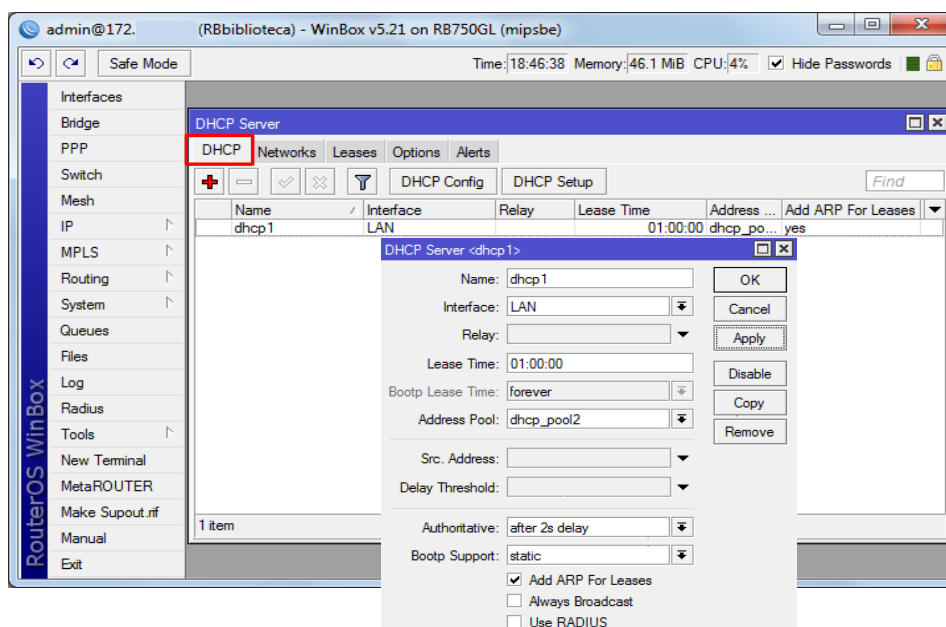 admin@172. (RBbiblioteca) - WinBox v5.21 on RB750GL (mipsbe)
Safe Mode Time: 18:46:38 Memory: 46.1 MiB CPU: 4% Hide Passwords
Interfaces
Bridge
PPP
Switch
Mesh
IP
MPLS
Routing
System
Queues
Files
Log
Radius
Tools
New Terminal
MetaROUTER
Make Supout.rif
Manual
Exit
RouterOS WinBox
DHCP Server
DHCP Networks Leases Options Alerts
DHCP Config DHCP Setup Find
Name Interface Relay Lease Time Address ... Add ARP For Leases
dhcp1 LAN 01:00:00 dhcp_po... yes
1 item
DHCP Server <dhcp1>
Name: dhcp1
Interface: LAN
Relay:
Lease Time: 01:00:00
Bootp Lease Time: forever
Address Pool: dhcp_pool2
Src. Address:
Delay Threshold:
Authoritative: after 2s delay
Bootp Support: static
Add ARP For Leases
Always Broadcast
Use RADIUS
OK
Cancel
Apply
Disable
Copy
Remove